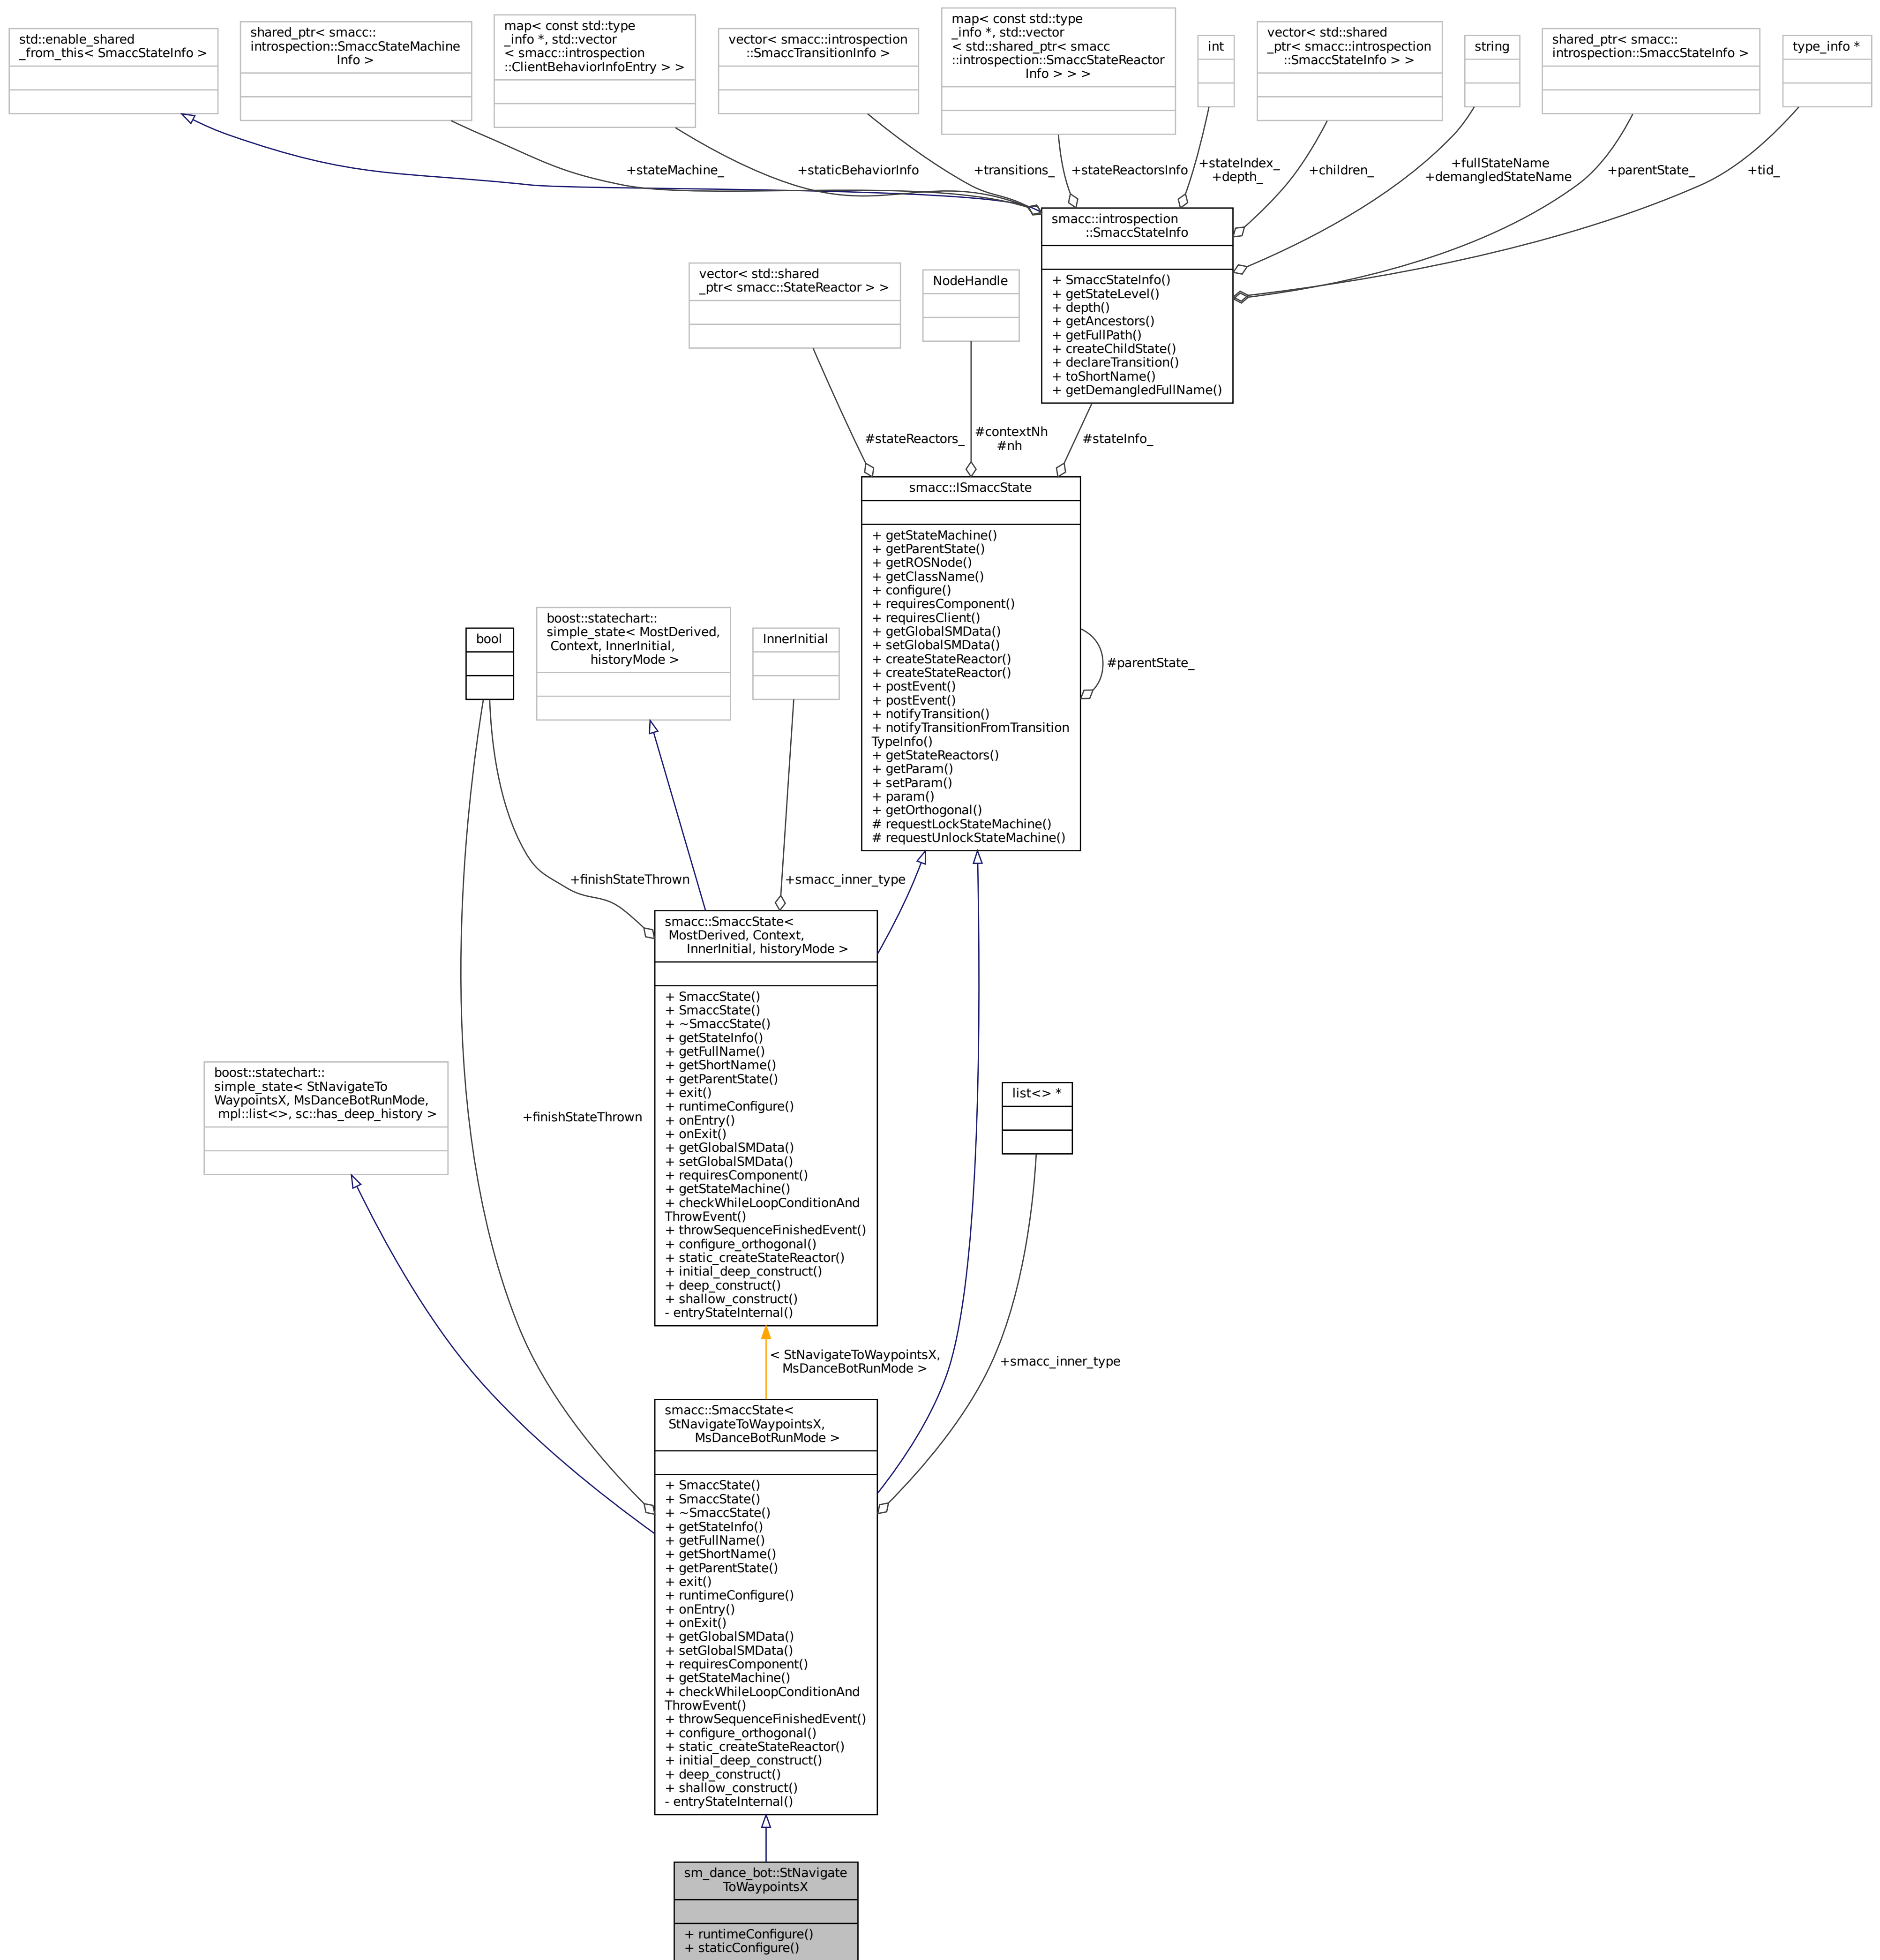 std::enable_shared
_from_this< SmaccStateInfo >
shared_ptr< smacc::
introspection::SmaccStateMachine
Info >
map< const std::type
_info *, std::vector
< smacc::introspection
::ClientBehaviorInfoEntry > >
vector< smacc::introspection
::SmaccTransitionInfo >
map< const std::type
_info *, std::vector
< std::shared_ptr< smacc
::introspection::SmaccStateReactor
Info > > >
int
vector< std::shared
_ptr< smacc::introspection
::SmaccStateInfo > >
string
shared_ptr< smacc::
introspection::SmaccStateInfo >
type_info *
+stateMachine_
+staticBehaviorInfo
+transitions_
+stateReactorsInfo
+stateIndex_
+depth_
+children_
+fullStateName
+demangledStateName
+parentState_
+tid_
smacc::introspection
::SmaccStateInfo
+ SmaccStateInfo()
+ getStateLevel()
+ depth()
+ getAncestors()
+ getFullPath()
+ createChildState()
+ declareTransition()
+ toShortName()
+ getDemangledFullName()
vector< std::shared
_ptr< smacc::StateReactor > >
NodeHandle
#stateReactors_
#contextNh
#nh
#stateInfo_
smacc::ISmaccState
+ getStateMachine()
+ getParentState()
+ getROSNode()
+ getClassName()
+ configure()
+ requiresComponent()
+ requiresClient()
+ getGlobalSMData()
+ setGlobalSMData()
+ createStateReactor()
+ createStateReactor()
+ postEvent()
+ postEvent()
+ notifyTransition()
+ notifyTransitionFromTransition
TypeInfo()
+ getStateReactors()
+ getParam()
+ setParam()
+ param()
+ getOrthogonal()
# requestLockStateMachine()
# requestUnlockStateMachine()
#parentState_
bool
boost::statechart::
simple_state< MostDerived,
Context, InnerInitial,
historyMode >
InnerInitial
+finishStateThrown
+smacc_inner_type
smacc::SmaccState<
MostDerived, Context,
InnerInitial, historyMode >
+ SmaccState()
+ SmaccState()
+ ~SmaccState()
+ getStateInfo()
+ getFullName()
+ getShortName()
+ getParentState()
+ exit()
+ runtimeConfigure()
+ onEntry()
+ onExit()
+ getGlobalSMData()
+ setGlobalSMData()
+ requiresComponent()
+ getStateMachine()
+ checkWhileLoopConditionAnd
ThrowEvent()
+ throwSequenceFinishedEvent()
+ configure_orthogonal()
+ static_createStateReactor()
+ initial_deep_construct()
+ deep_construct()
+ shallow_construct()
- entryStateInternal()
boost::statechart::
simple_state< StNavigateTo
WaypointsX, MsDanceBotRunMode,
mpl::list<>, sc::has_deep_history >
+finishStateThrown
list<> *
< StNavigateToWaypointsX,
MsDanceBotRunMode >
+smacc_inner_type
smacc::SmaccState<
StNavigateToWaypointsX,
MsDanceBotRunMode >
+ SmaccState()
+ SmaccState()
+ ~SmaccState()
+ getStateInfo()
+ getFullName()
+ getShortName()
+ getParentState()
+ exit()
+ runtimeConfigure()
+ onEntry()
+ onExit()
+ getGlobalSMData()
+ setGlobalSMData()
+ requiresComponent()
+ getStateMachine()
+ checkWhileLoopConditionAnd
ThrowEvent()
+ throwSequenceFinishedEvent()
+ configure_orthogonal()
+ static_createStateReactor()
+ initial_deep_construct()
+ deep_construct()
+ shallow_construct()
- entryStateInternal()
sm_dance_bot::StNavigate
ToWaypointsX
+ runtimeConfigure()
+ staticConfigure()